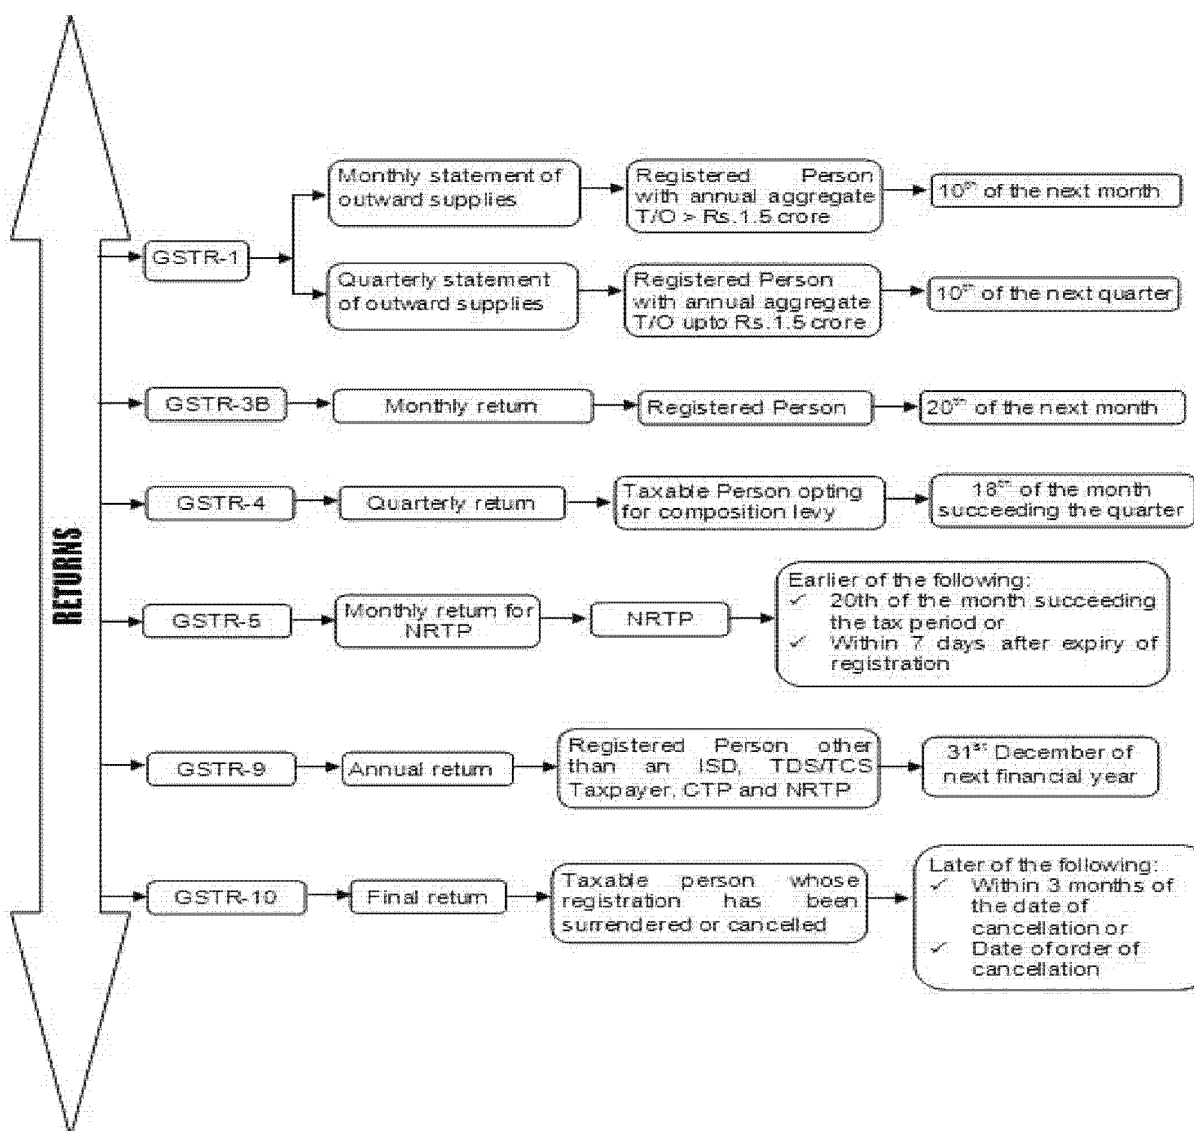 RETURNS
GSTR-1
Monthly statement of
outward supplies
Registered Person
with annual aggregate
T/O > Rs.1.5 crore
10th of the next month
Quarterly statement
of outward supplies
Registered Person
with annual aggregate
T/O upto Rs.1.5 crore
10th of the next quarter
GSTR-3B
Monthly return
Registered Person
20th of the next month
GSTR-4
Quarterly return
Taxable Person opting
for composition levy
18th of the month
succeeding the quarter
GSTR-5
Monthly return for
NRTP
NRTP
Earlier of the following:
✓ 20th of the month succeeding
the tax period or
✓ Within 7 days after expiry of
registration
GSTR-9
Annual return
Registered Person other
than an ISD, TDS/TCS
Taxpayer, CTP and NRTP
31st December of
next financial year
GSTR-10
Final return
Taxable person whose
registration has been
surrendered or cancelled
Later of the following:
✓ Within 3 months of
the date of
cancellation or
✓ Date of order of
cancellation